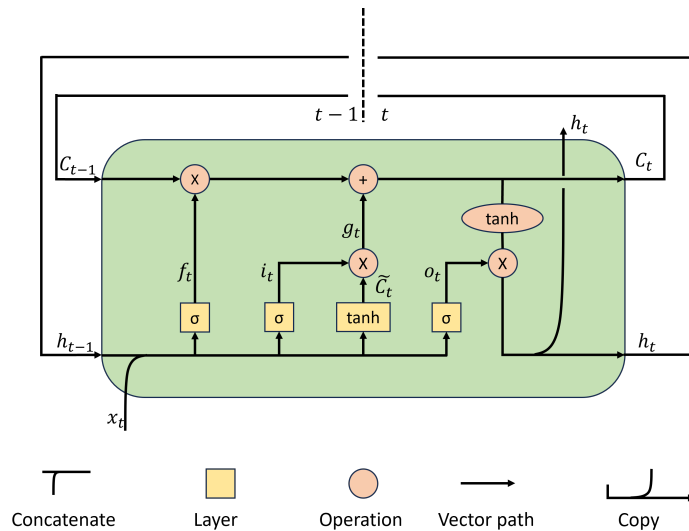 t − 1 t
h_t
C_{t−1} X + C_t
tanh
g_t
f_t i_t X o_t X
C̃_t
σ σ tanh σ
h_{t−1} h_t
x_t
Concatenate Layer Operation Vector path Copy